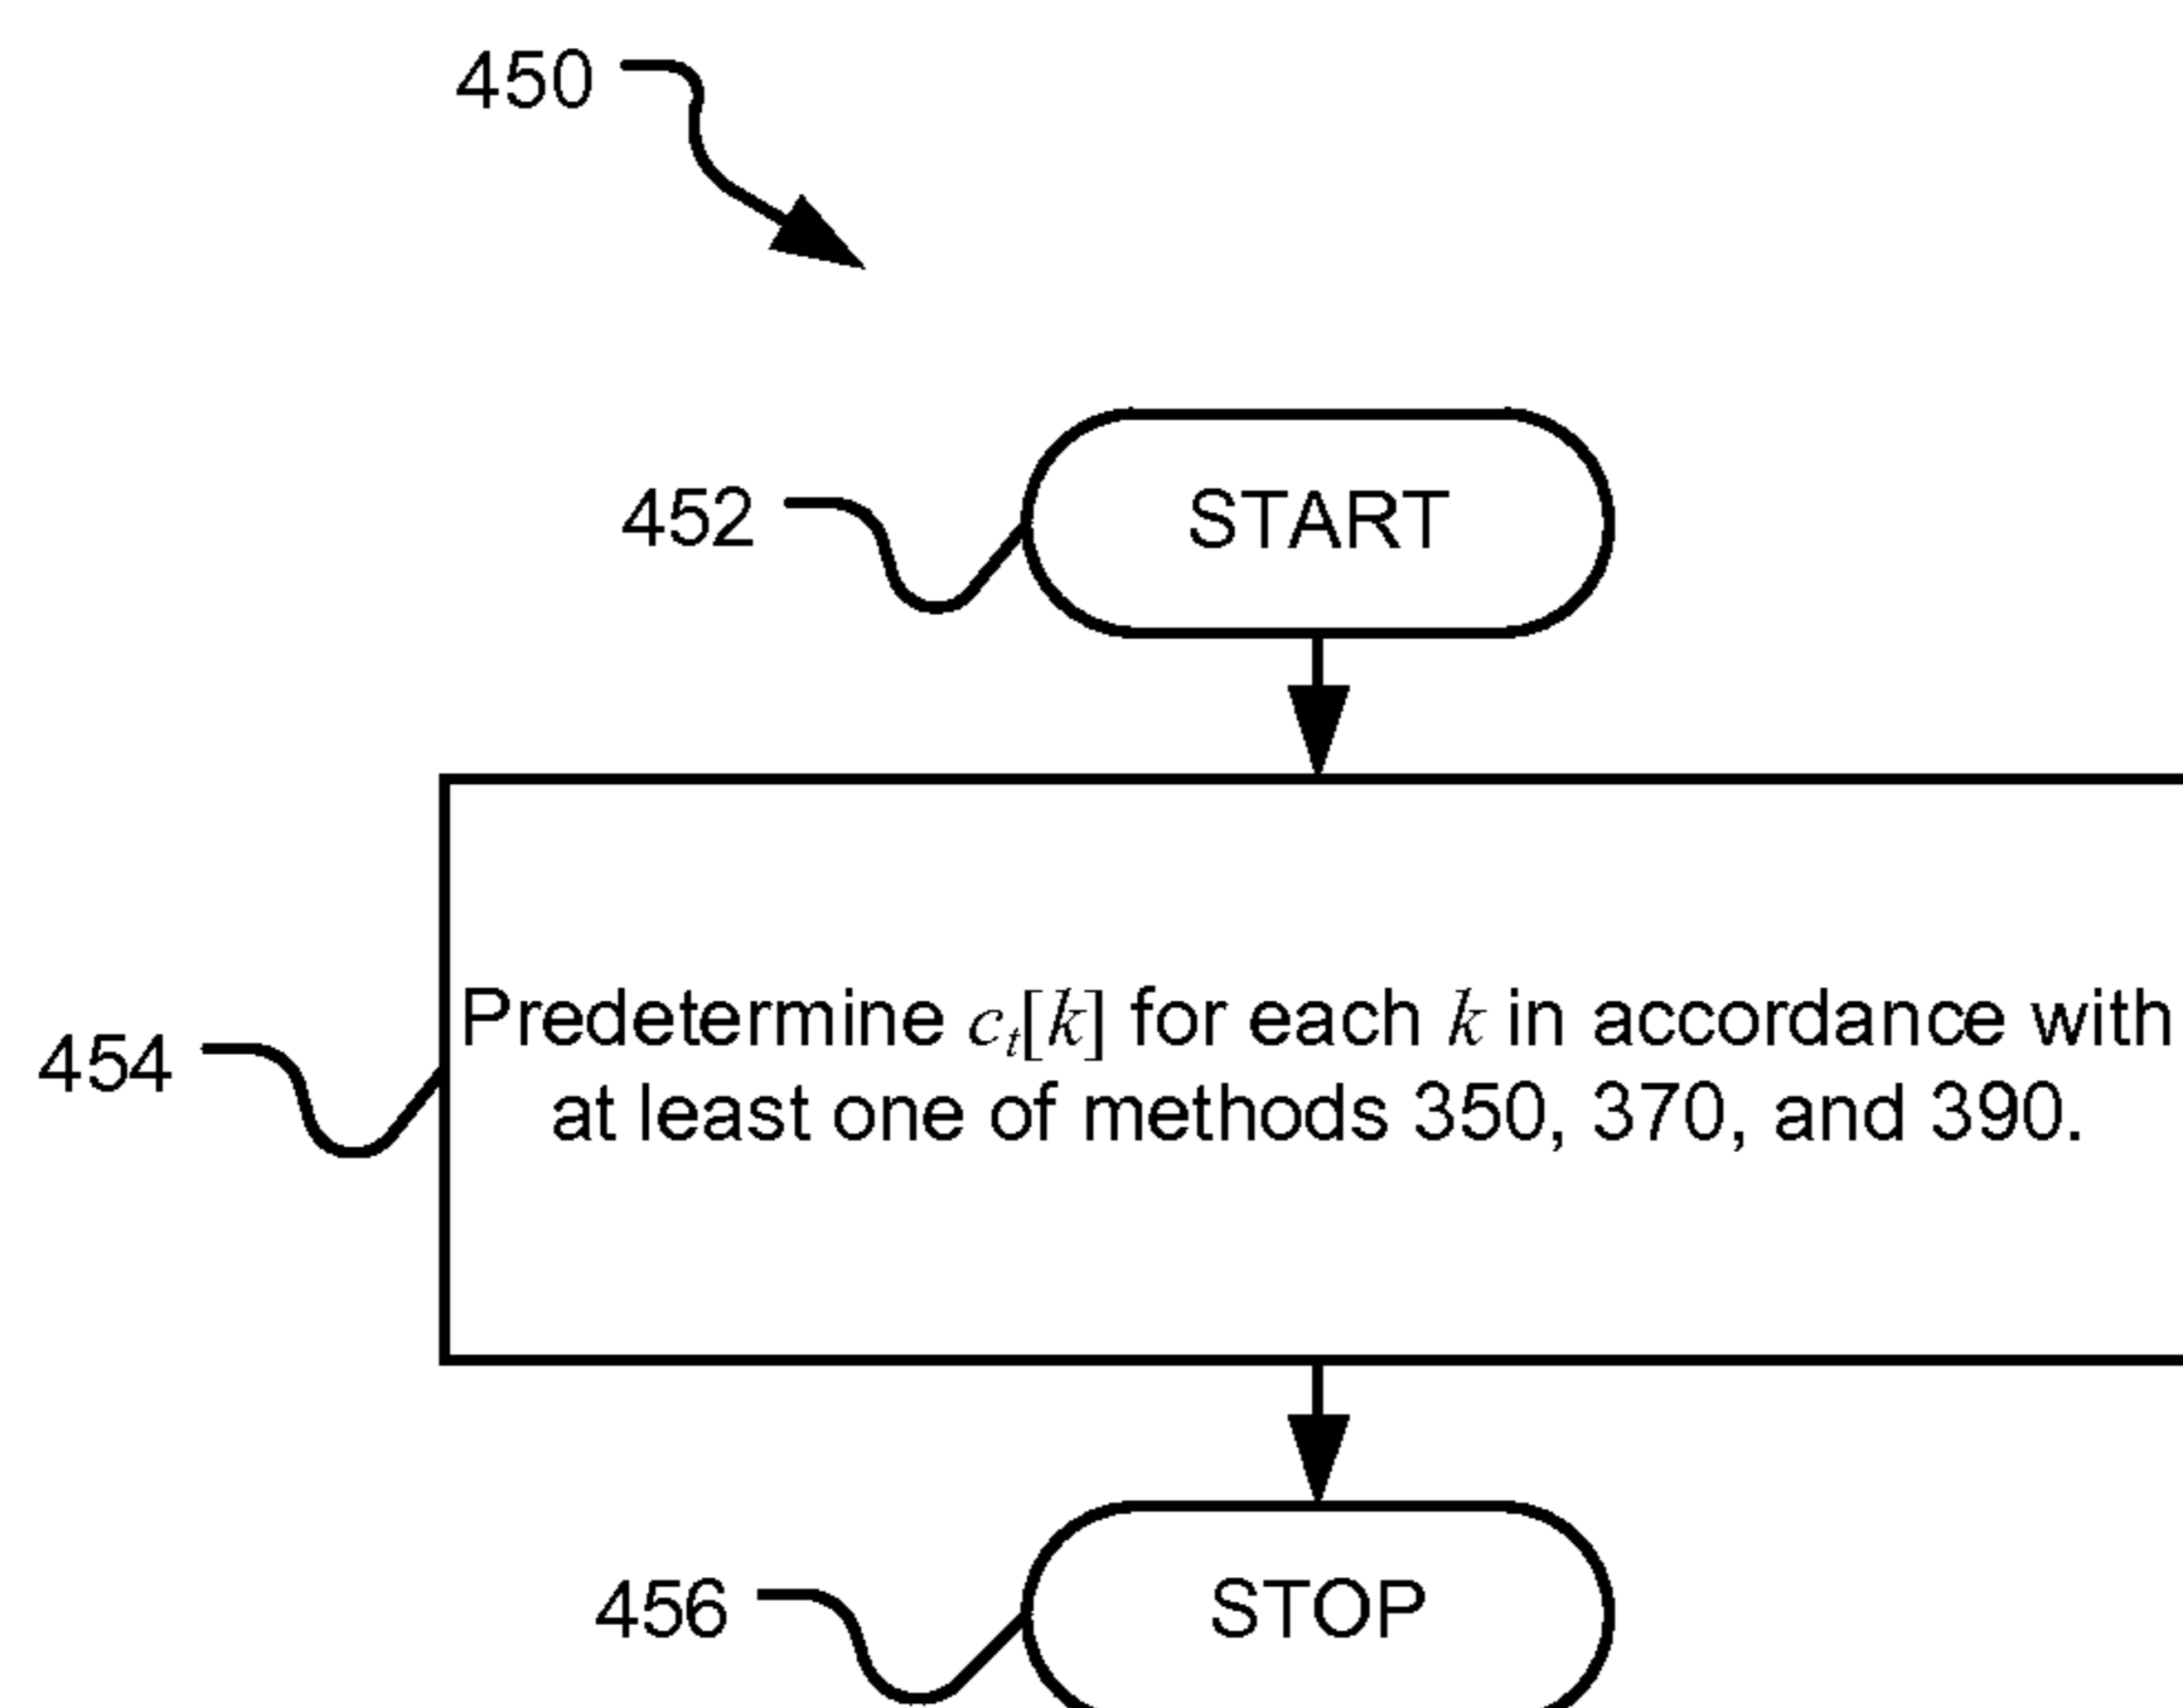 450
452
START
454
Predetermine cₜ[k] for each k in accordance with
at least one of methods 350, 370, and 390.
456
STOP